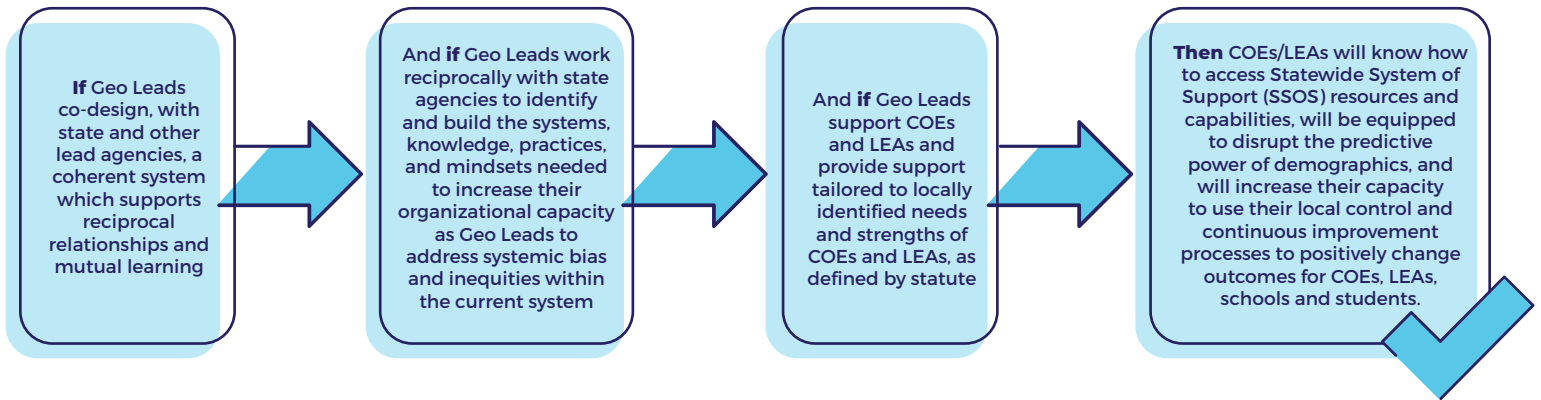 If Geo Leads
co-design, with
state and other
lead agencies, a
coherent system
which supports
reciprocal
relationships and
mutual learning
And if Geo Leads work
reciprocally with state
agencies to identify
and build the systems,
knowledge, practices,
and mindsets needed
to increase their
organizational capacity
as Geo Leads to
address systemic bias
and inequities within
the current system
And if Geo Leads
support COEs
and LEAs and
provide support
tailored to locally
identified needs
and strengths of
COEs and LEAs, as
defined by statute
Then COEs/LEAs will know how
to access Statewide System of
Support (SSOS) resources and
capabilities, will be equipped
to disrupt the predictive
power of demographics, and
will increase their capacity
to use their local control and
continuous improvement
processes to positively change
outcomes for COEs, LEAs,
schools and students.